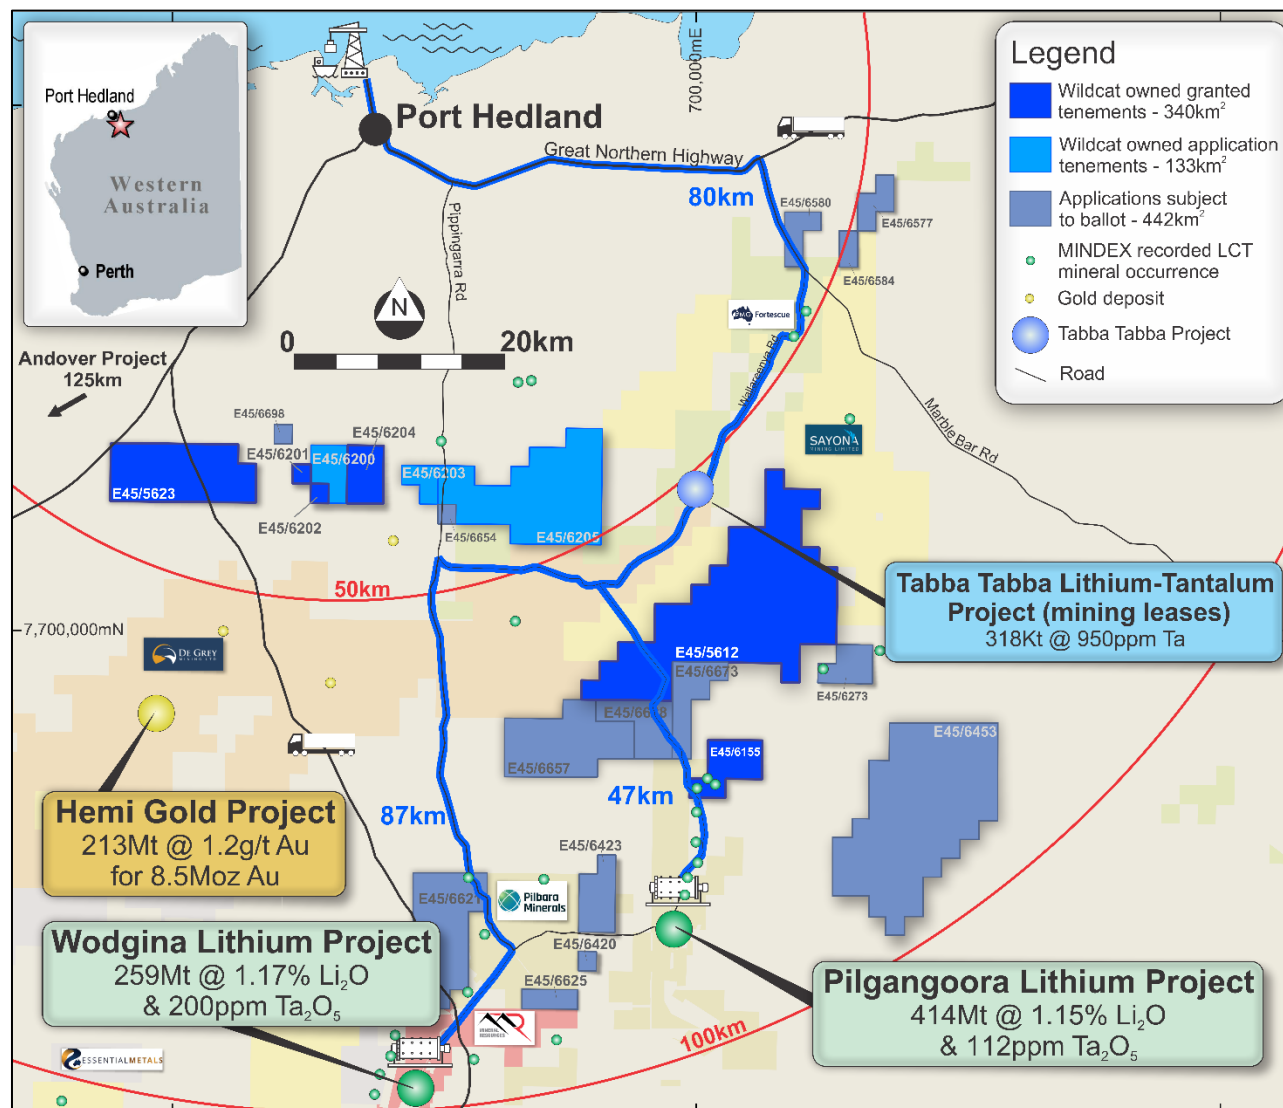 Port Hedland
Western
Australia
Perth
Port Hedland
700,000mE
Great Northern Highway
80km
Pippingarra Rd
N
0
20km
Andover Project
125km
Legend
Wildcat owned granted
tenements - 340km²
Wildcat owned application
tenements - 133km²
Applications subject
to ballot - 442km²
MINDEX recorded LCT
mineral occurrence
Gold deposit
Tabba Tabba Project
Road
E45/6580
E45/6577
E45/6584
FMG Fortescue
Wallareenya Rd
Marble Bar Rd
SAYONA
MINING LIMITED
E45/6698
E45/6204
E45/6201
E45/6200
E45/6203
E45/5623
E45/6202
E45/6654
E45/6205
50km
7,700,000mN
DE GREY
MINING LTD
Tabba Tabba Lithium-Tantalum
Project (mining leases)
318Kt @ 950ppm Ta
E45/5612
E45/6673
E45/6273
E45/6657
E45/6155
E45/6453
47km
87km
Hemi Gold Project
213Mt @ 1.2g/t Au
for 8.5Moz Au
E45/6423
E45/6621
Pilbara
Minerals
E45/6420
E45/6625
Wodgina Lithium Project
259Mt @ 1.17% Li₂O
& 200ppm Ta₂O₅
Pilgangoora Lithium Project
414Mt @ 1.15% Li₂O
& 112ppm Ta₂O₅
MINERAL RESOURCES
100km
ESSENTIALMETALS